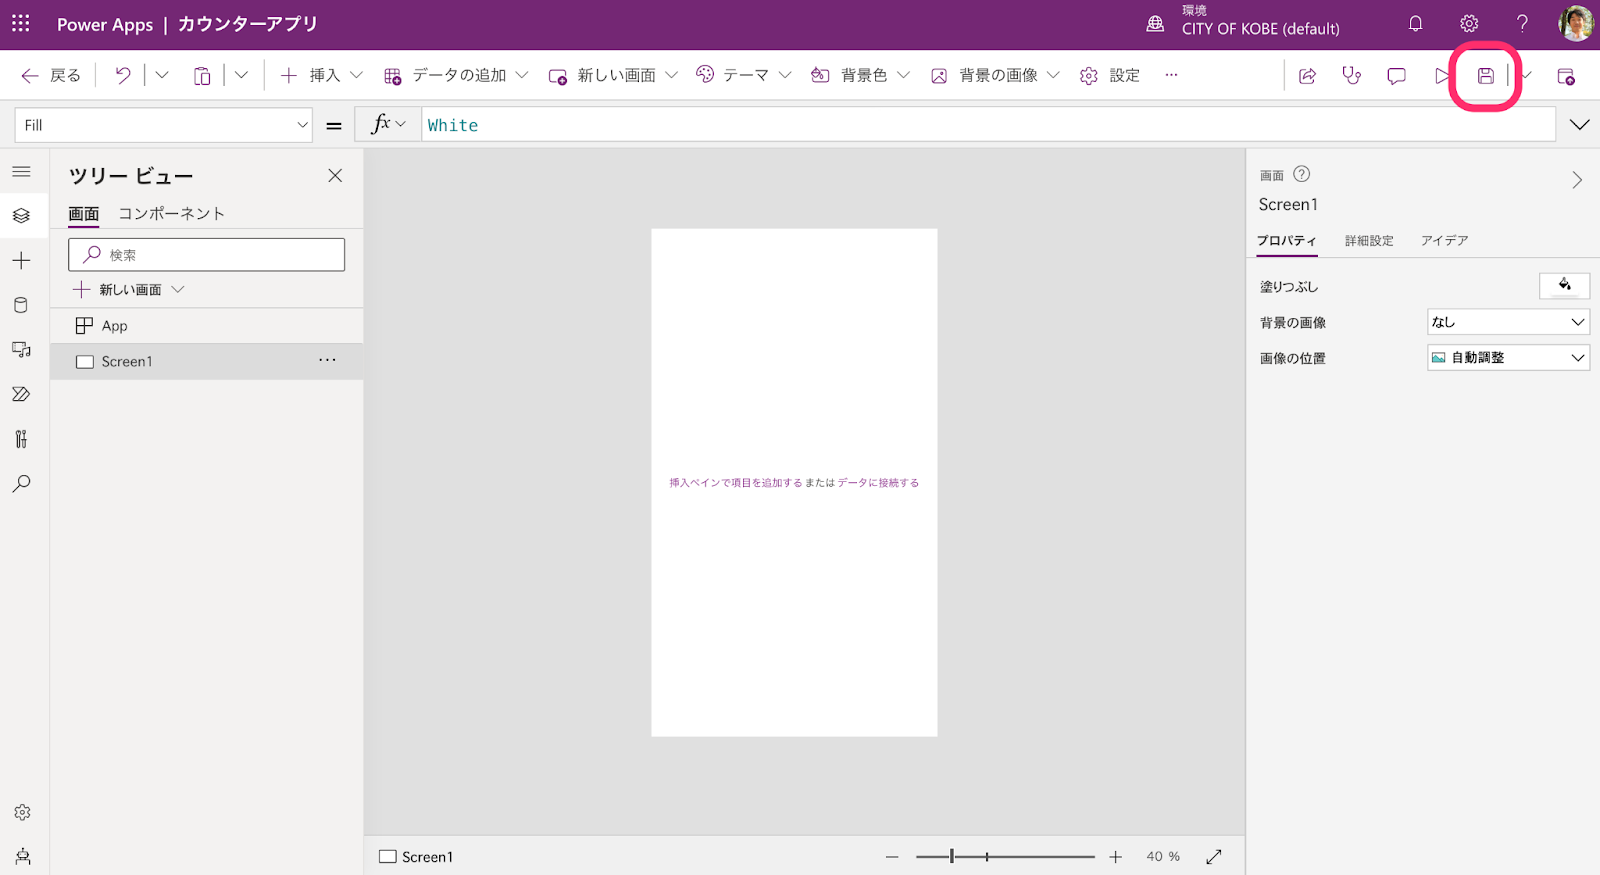 Power Apps | カウンターアプリ
環境
CITY OF KOBE (default)
戻る
挿入
データの追加
新しい画面
テーマ
背景色
背景の画像
設定
Fill
=
fx
White
ツリー ビュー
画面 コンポーネント
検索
新しい画面
App
Screen1
挿入ペインで項目を追加する または データに接続する
画面
Screen1
プロパティ 詳細設定 アイデア
塗りつぶし
背景の画像 なし
画像の位置 自動調整
Screen1
40 %